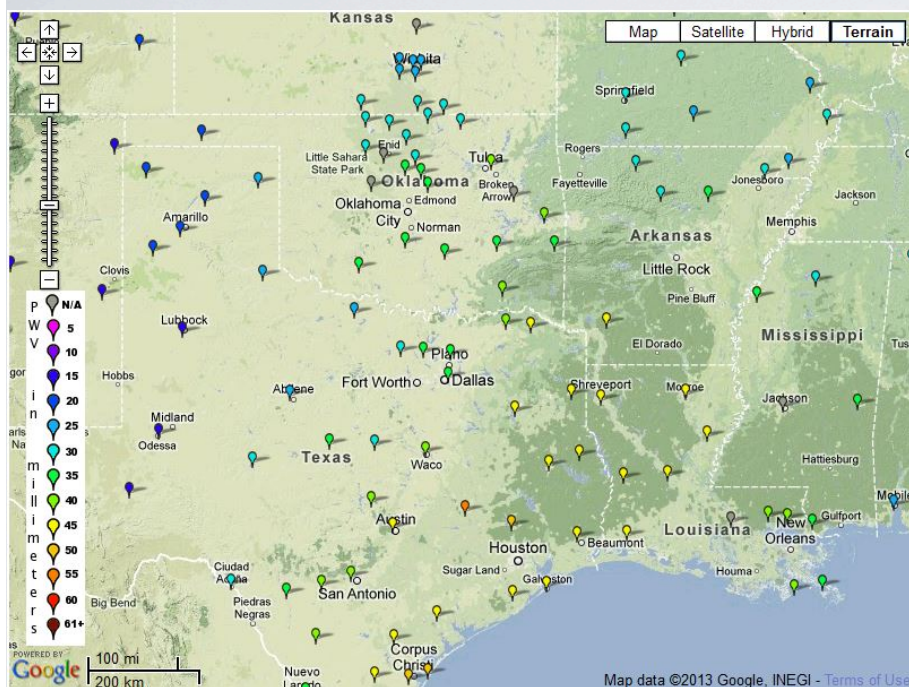 Kansas
Map
Satellite
Hybrid
Terrain
Wichita
Springfield
Enid
Little Sahara
State Park
Tulsa
Rogers
Broken
Arrow
Fayetteville
Oklahoma
Edmond
Oklahoma
City
Norman
Jonesboro
Jackson
Memphis
Amarillo
Arkansas
Little Rock
Pine Bluff
Clovis
Lubbock
Mississippi
El Dorado
Plano
Hobbs
Fort Worth
Dallas
Abilene
Shreveport
Monroe
Jackson
Midland
Odessa
Texas
Waco
Hattiesburg
Austin
Louisiana
Gulfport
Mobile
New
Orleans
Houston
Beaumont
Sugar Land
Galveston
Houma
Ciudad
Acuña
San Antonio
Big Bend
Piedras
Negras
Corpus
Christi
Nuevo
Laredo
PWV in millimeters
N/A
5
10
15
20
25
30
35
40
45
50
55
60
61+
POWERED BY
Google
100 mi
200 km
Map data ©2013 Google, INEGI - Terms of Use